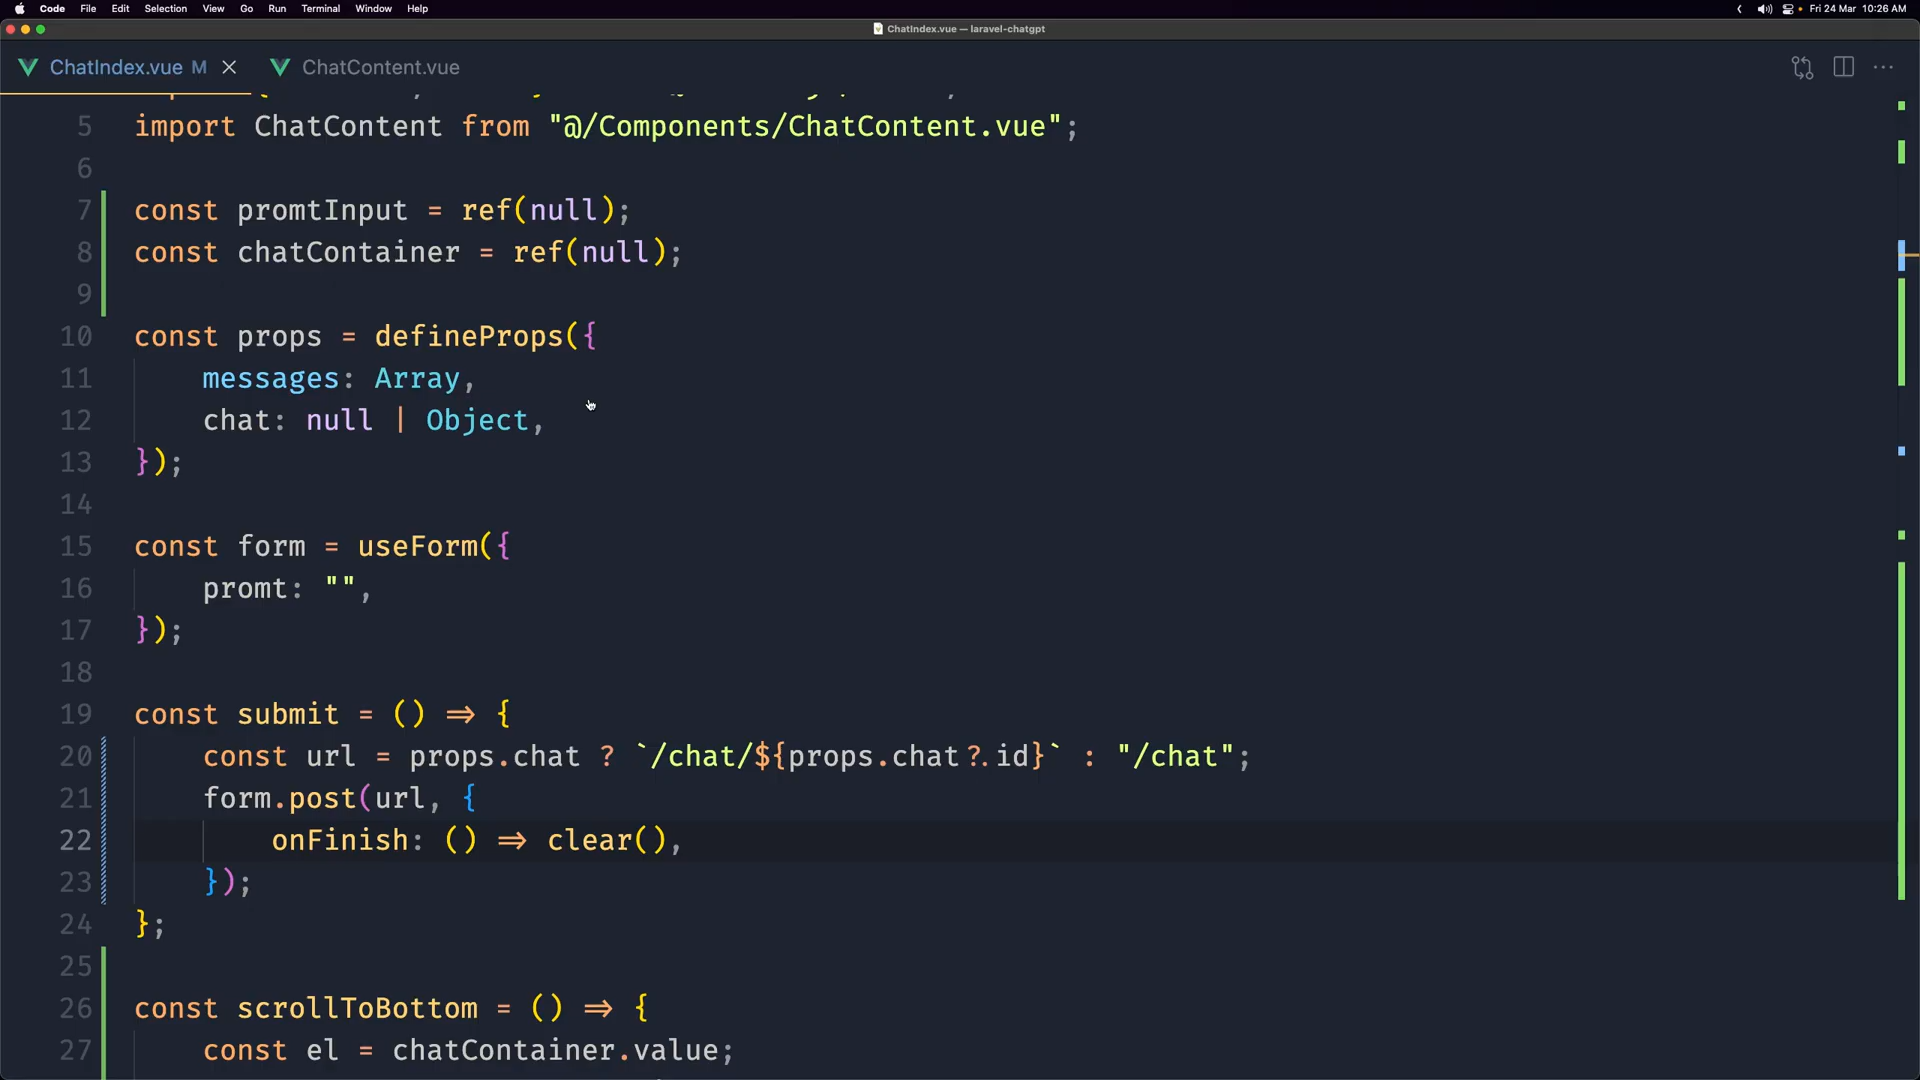 Code File Edit Selection View Go Run Terminal Window Help Fri 24 Mar 10:26 AM
ChatIndex.vue — laravel-chatgpt
ChatIndex.vue M ChatContent.vue
5 import ChatContent from "@/Components/ChatContent.vue";
6
7 const promtInput = ref(null);
8 const chatContainer = ref(null);
9
10 const props = defineProps({
11 messages: Array,
12 chat: null | Object,
13 });
14
15 const form = useForm({
16 promt: "",
17 });
18
19 const submit = () => {
20 const url = props.chat ? `/chat/${props.chat?.id}` : "/chat";
21 form.post(url, {
22 onFinish: () => clear(),
23 });
24 };
25
26 const scrollToBottom = () => {
27 const el = chatContainer.value;